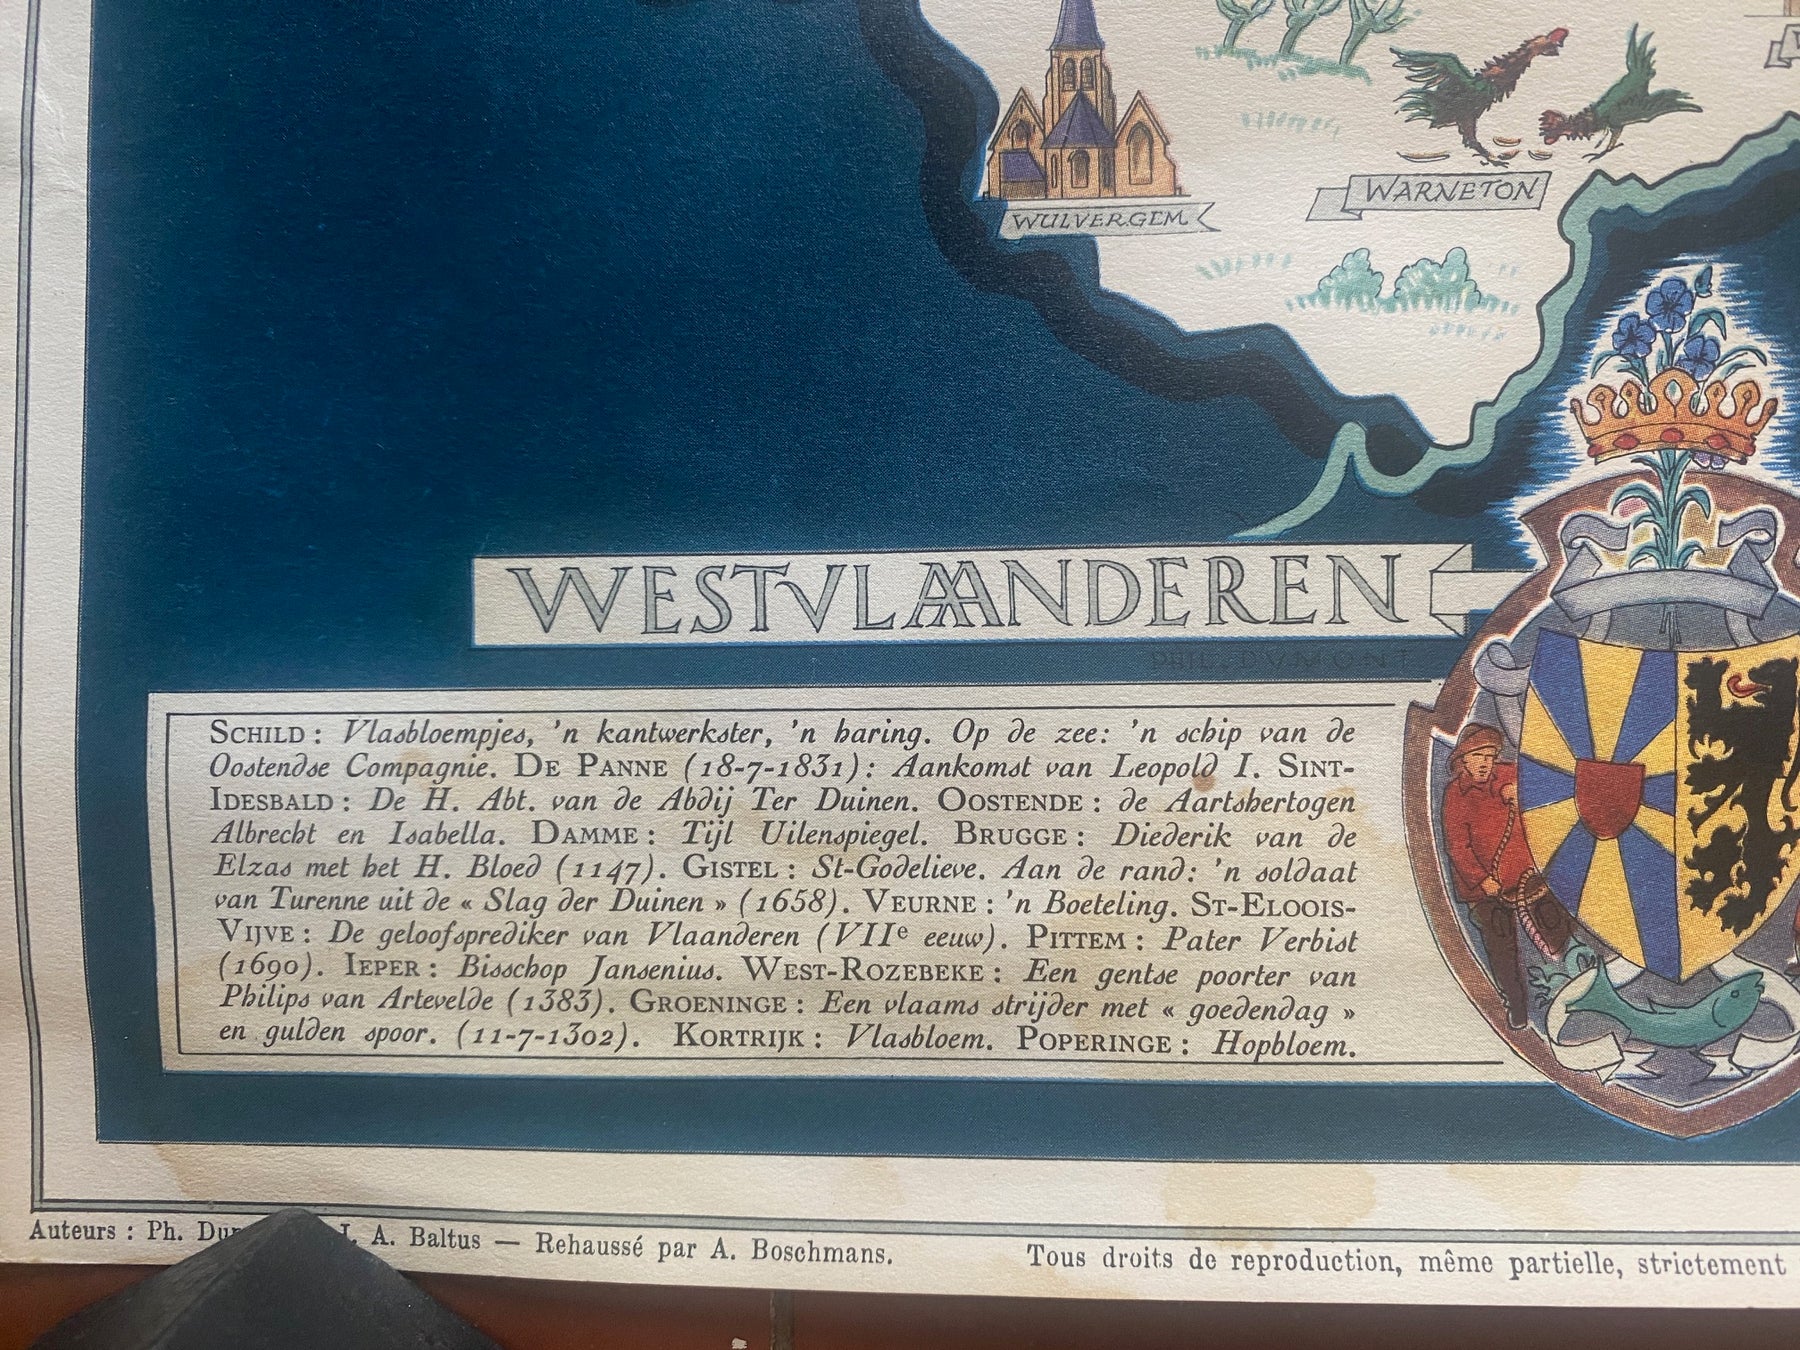 WULVERGEM
WARNETON
WESTVLAANDEREN
PHIL. DUMONT
SCHILD : Vlasbloempjes, 'n kantwerkster, 'n haring. Op de zee: 'n schip van de
Oostendse Compagnie. DE PANNE (18-7-1831) : Aankomst van Leopold I. SINT-
IDESBALD : De H. Abt. van de Abdij Ter Duinen. OOSTENDE : de Aartshertogen
Albrecht en Isabella. DAMME : Tijl Uilenspiegel. BRUGGE : Diederik van de
Elzas met het H. Bloed (1147). GISTEL : St-Godelieve. Aan de rand: 'n soldaat
van Turenne uit de « Slag der Duinen » (1658). VEURNE : 'n Boeteling. ST-ELOOIS-
VIJVE : De geloofsprediker van Vlaanderen (VIIe eeuw). PITTEM : Pater Verbist
(1690). IEPER : Bisschop Jansenius. WEST-ROZEBEKE : Een gentse poorter van
Philips van Artevelde (1383). GROENINGE : Een vlaams strijder met « goedendag »
en gulden spoor. (11-7-1302). KORTRIJK : Vlasbloem. POPERINGE : Hopbloem.
Auteurs : Ph. A. Baltus — Rehaussé par A. Boschmans. Tous droits de reproduction, même partielle, strictement